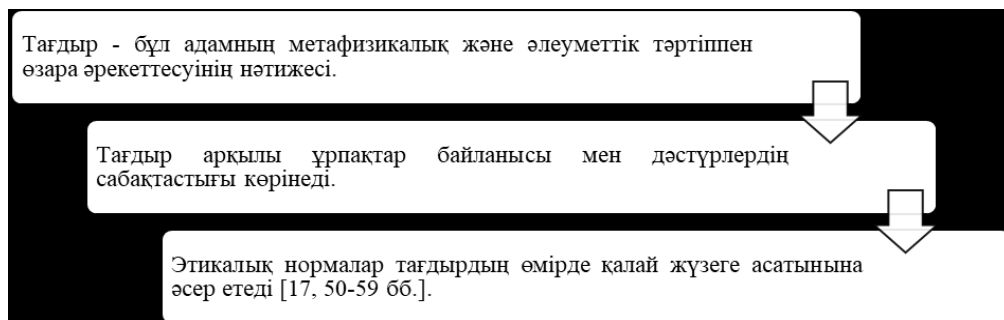 Тағдыр - бұл адамның метафизикалық және әлеуметтік тәртіппен
өзара әрекеттесуінің нәтижесі.
Тағдыр арқылы ұрпақтар байланысы мен дәстүрлердің
сабақтастығы көрінеді.
Этикалық нормалар тағдырдың өмірде қалай жүзеге асатынына
әсер етеді [17, 50-59 бб.].